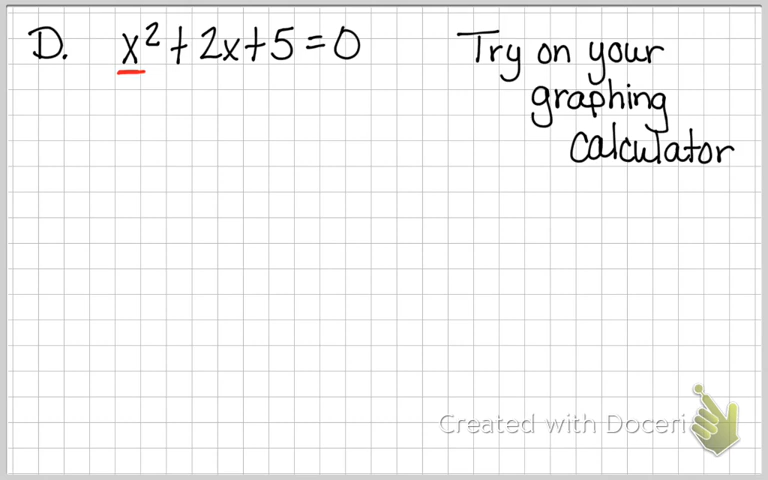 D. x² + 2x + 5 = 0
Try on your
graphing
calculator
Created with Doceri